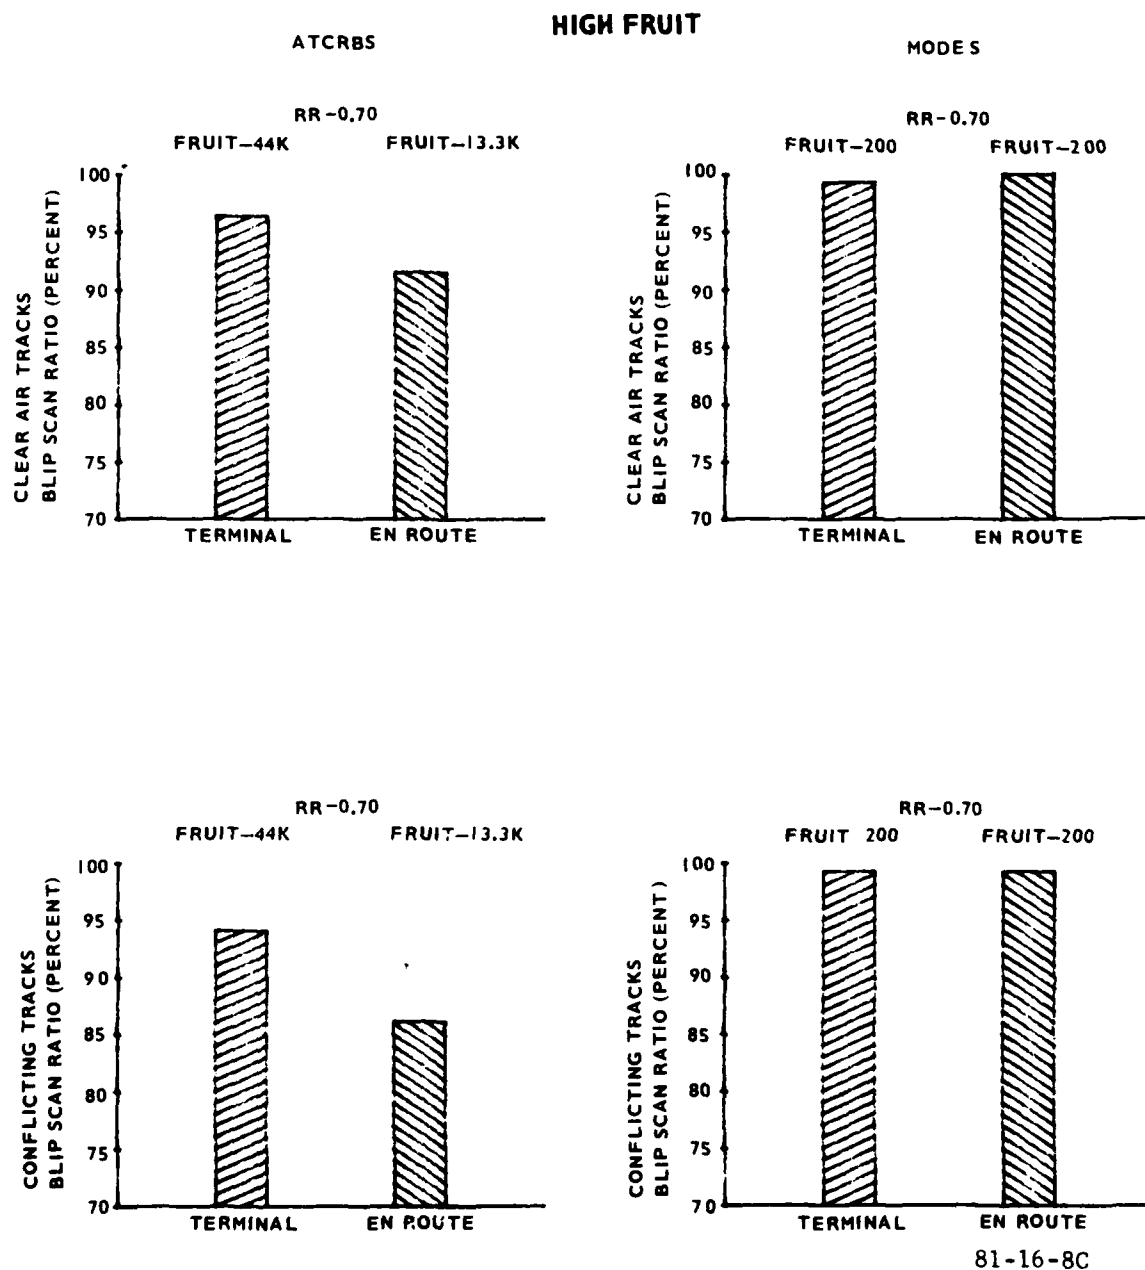 HIGH FRUIT
ATCRBS
MODE S
RR-0.70
FRUIT-44K FRUIT-13.3K
CLEAR AIR TRACKS
BLIP SCAN RATIO (PERCENT)
100
95
90
85
80
75
70
TERMINAL EN ROUTE
RR-0.70
FRUIT-200 FRUIT-200
CLEAR AIR TRACKS
BLIP SCAN RATIO (PERCENT)
100
95
90
85
80
75
70
TERMINAL EN ROUTE
RR-0.70
FRUIT-44K FRUIT-13.3K
CONFLICTING TRACKS
BLIP SCAN RATIO (PERCENT)
100
95
90
85
80
75
70
TERMINAL EN ROUTE
RR-0.70
FRUIT 200 FRUIT-200
CONFLICTING TRACKS
BLIP SCAN RATIO (PERCENT)
100
95
90
85
80
75
70
TERMINAL EN ROUTE
81-16-8C